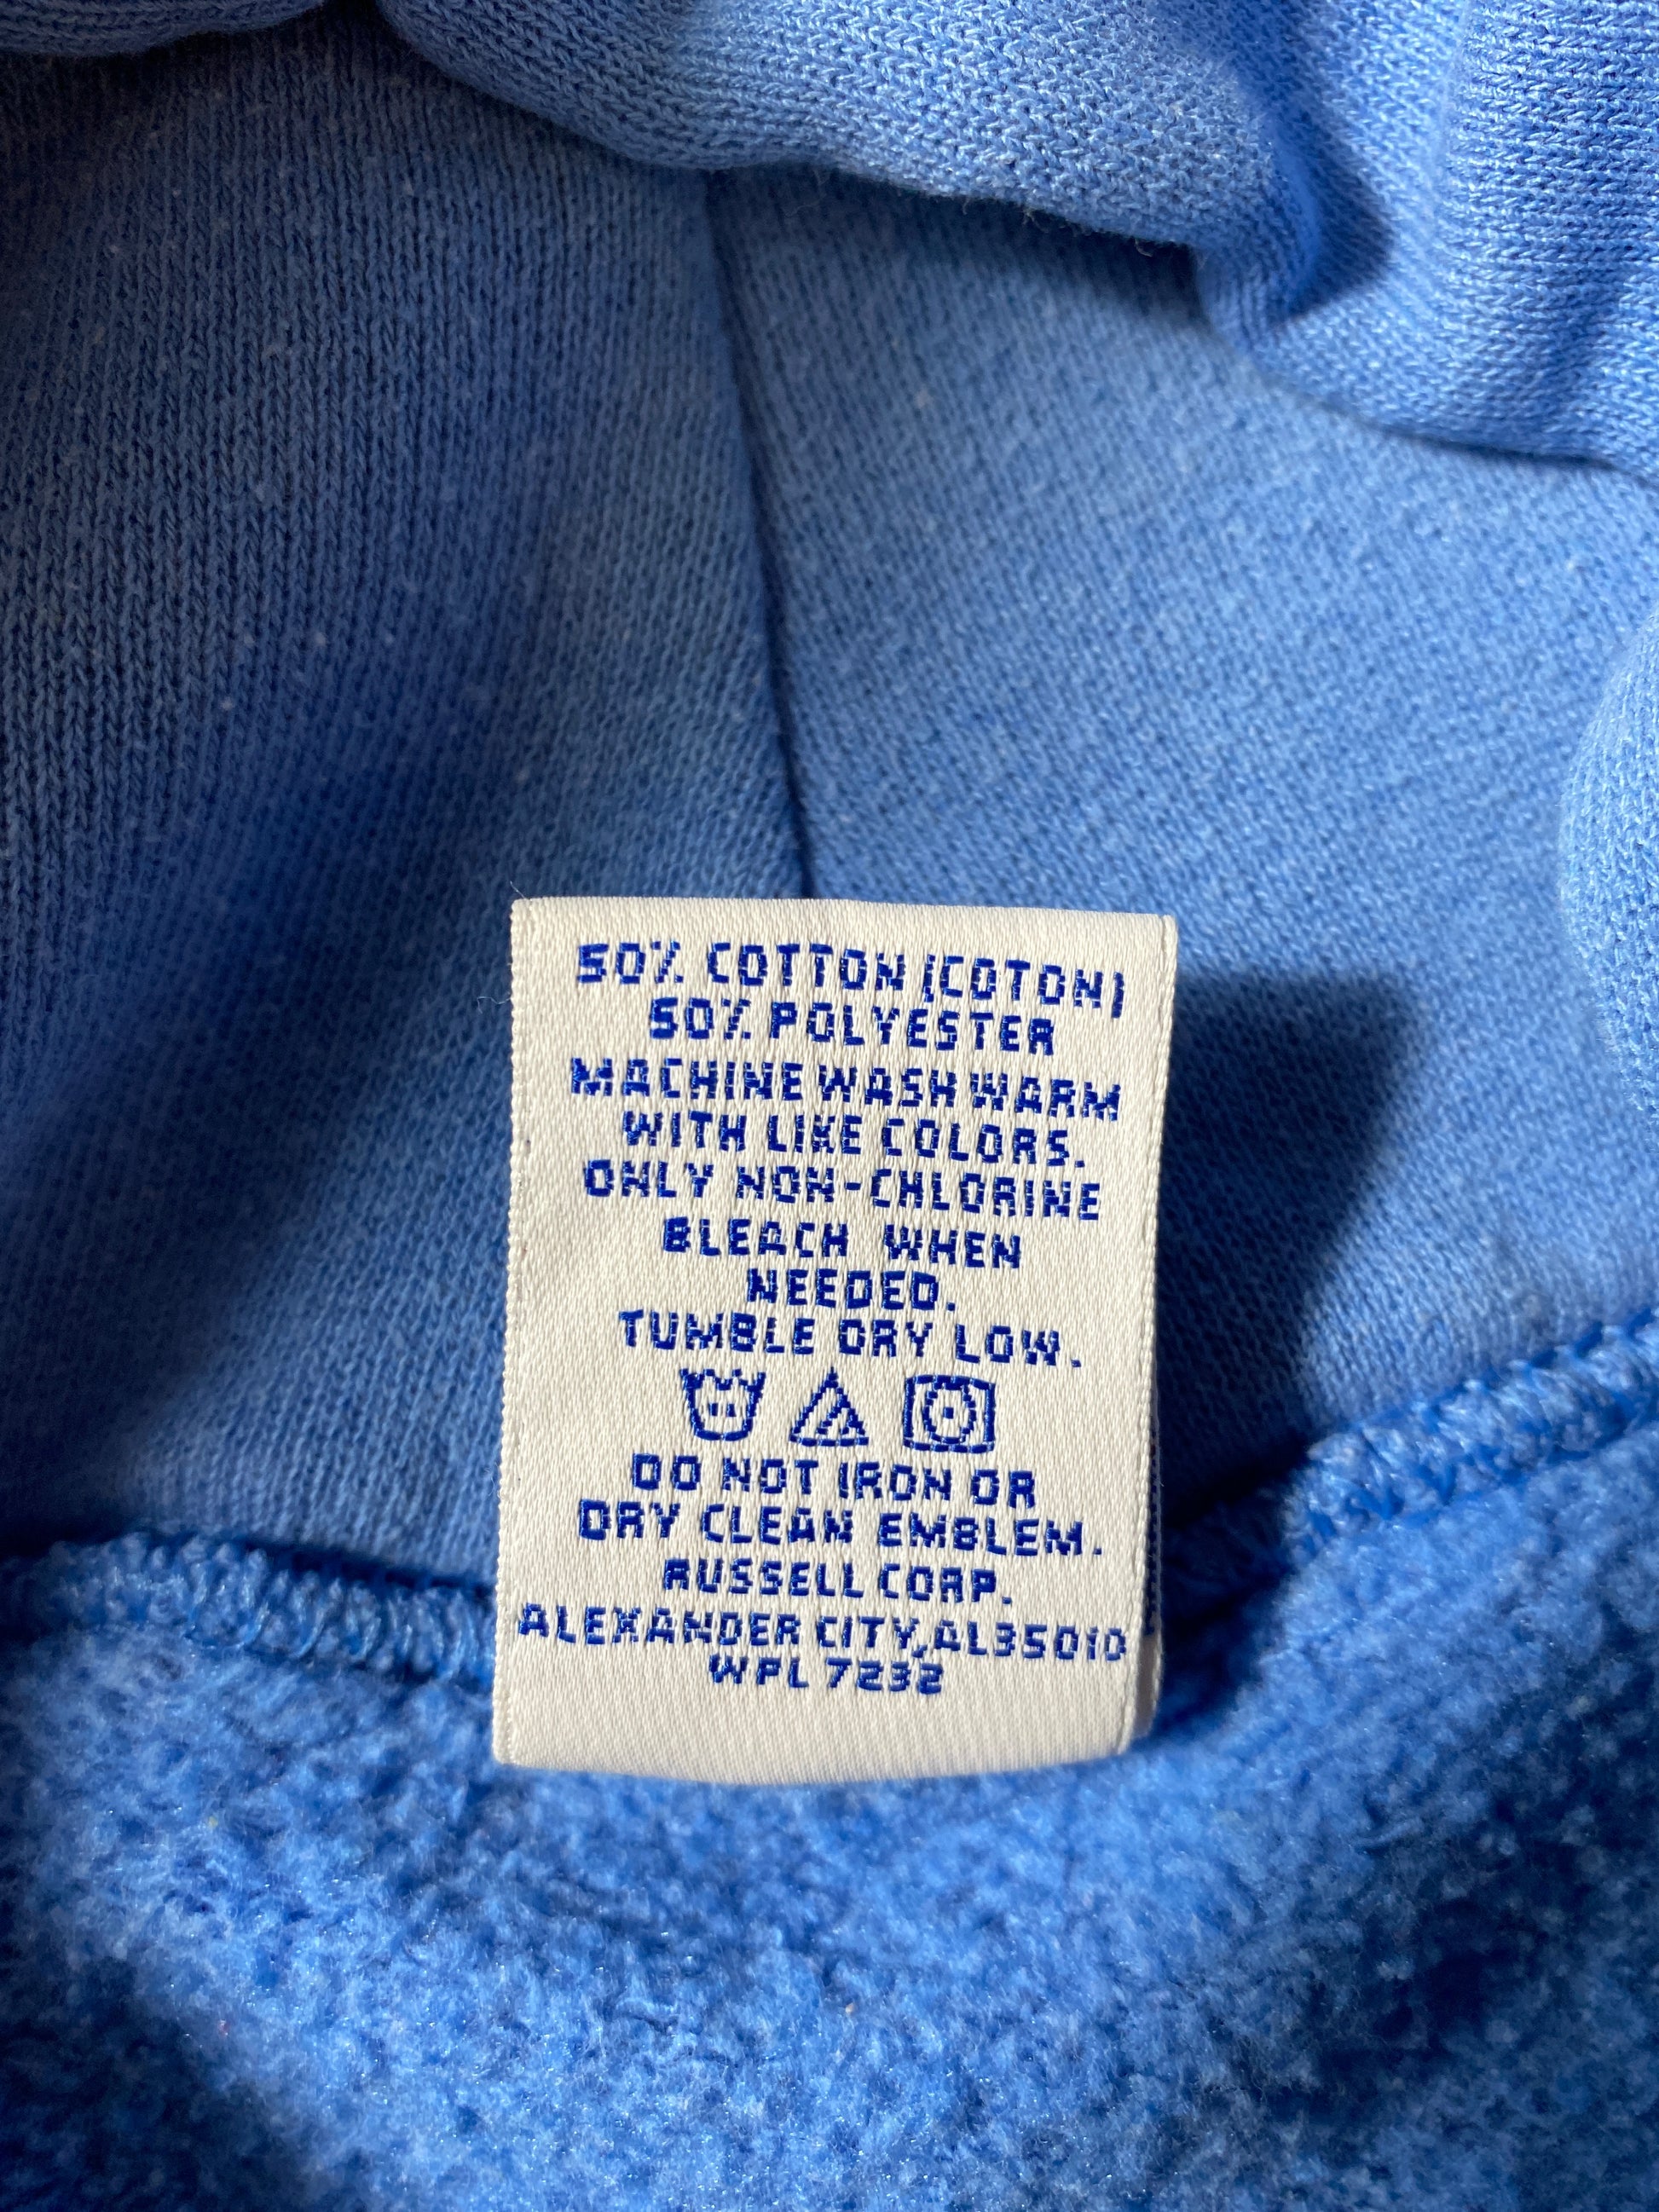 50% COTTON (COTON)
50% POLYESTER
MACHINE WASH WARM
WITH LIKE COLORS.
ONLY NON-CHLORINE
BLEACH WHEN
NEEDED.
TUMBLE DRY LOW.
DO NOT IRON OR
DRY CLEAN EMBLEM.
RUSSELL CORP.
ALEXANDER CITY,AL35010
WPL 7232